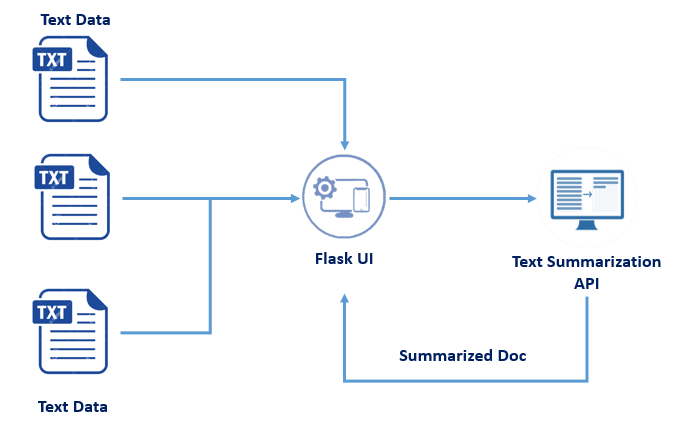 Text Data
TXT
TXT
Flask UI
Text Summarization
API
TXT
Summarized Doc
Text Data